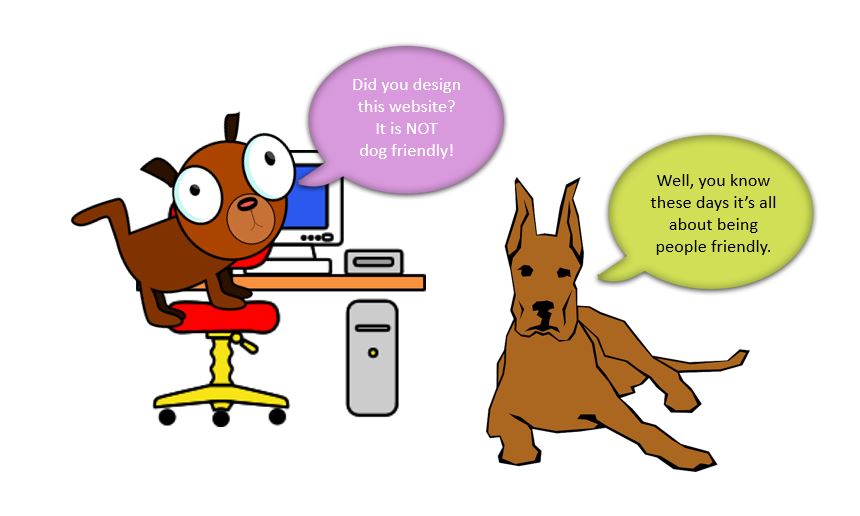 Did you design
this website?
It is NOT
dog friendly!
Well, you know
these days it’s all
about being
people friendly.